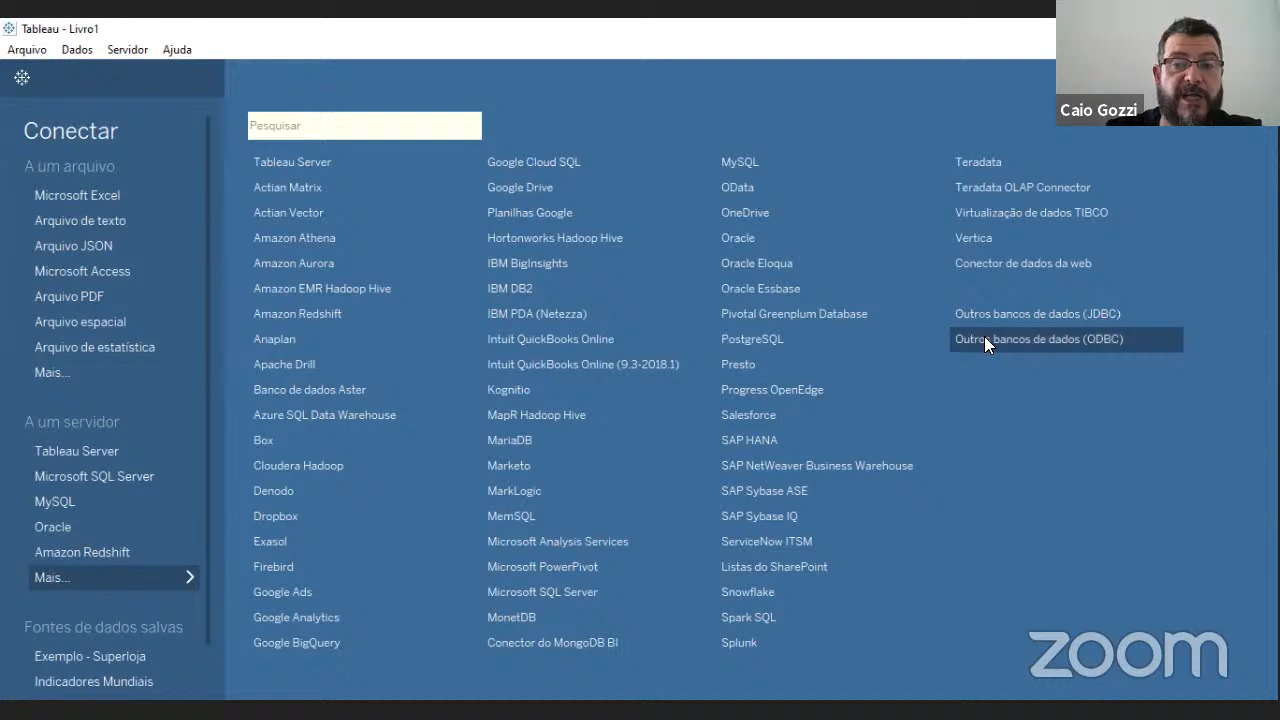 Tableau - Livro1
Arquivo Dados Servidor Ajuda
Caio Gozzi
Conectar
A um arquivo
Microsoft Excel
Arquivo de texto
Arquivo JSON
Microsoft Access
Arquivo PDF
Arquivo espacial
Arquivo de estatística
Mais...
A um servidor
Tableau Server
Microsoft SQL Server
MySQL
Oracle
Amazon Redshift
Mais...
Fontes de dados salvas
Exemplo - Superloja
Indicadores Mundiais
Pesquisar
Tableau Server
Actian Matrix
Actian Vector
Amazon Athena
Amazon Aurora
Amazon EMR Hadoop Hive
Amazon Redshift
Anaplan
Apache Drill
Banco de dados Aster
Azure SQL Data Warehouse
Box
Cloudera Hadoop
Denodo
Dropbox
Exasol
Firebird
Google Ads
Google Analytics
Google BigQuery
Google Cloud SQL
Google Drive
Planilhas Google
Hortonworks Hadoop Hive
IBM BigInsights
IBM DB2
IBM PDA (Netezza)
Intuit QuickBooks Online
Intuit QuickBooks Online (9.3-2018.1)
Kognitio
MapR Hadoop Hive
MariaDB
Marketo
MarkLogic
MemSQL
Microsoft Analysis Services
Microsoft PowerPivot
Microsoft SQL Server
MonetDB
Conector do MongoDB BI
MySQL
OData
OneDrive
Oracle
Oracle Eloqua
Oracle Essbase
Pivotal Greenplum Database
PostgreSQL
Presto
Progress OpenEdge
Salesforce
SAP HANA
SAP NetWeaver Business Warehouse
SAP Sybase ASE
SAP Sybase IQ
ServiceNow ITSM
Listas do SharePoint
Snowflake
Spark SQL
Splunk
Teradata
Teradata OLAP Connector
Virtualização de dados TIBCO
Vertica
Conector de dados da web
Outros bancos de dados (JDBC)
Outros bancos de dados (ODBC)
zoom